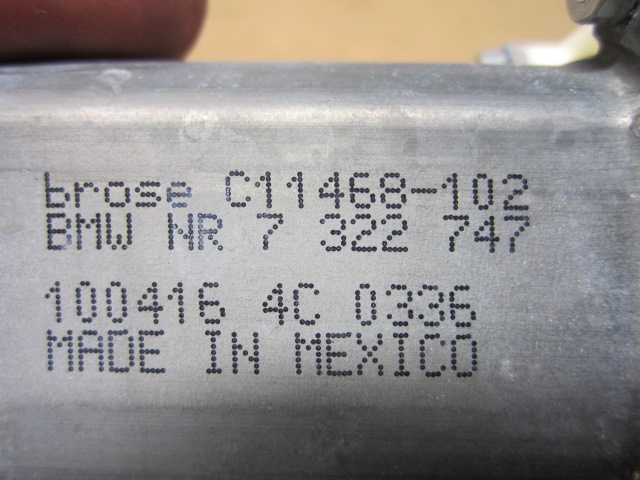 brose C11468-102
BMW NR 7 322 747
100416 4C 0336
MADE IN MEXICO